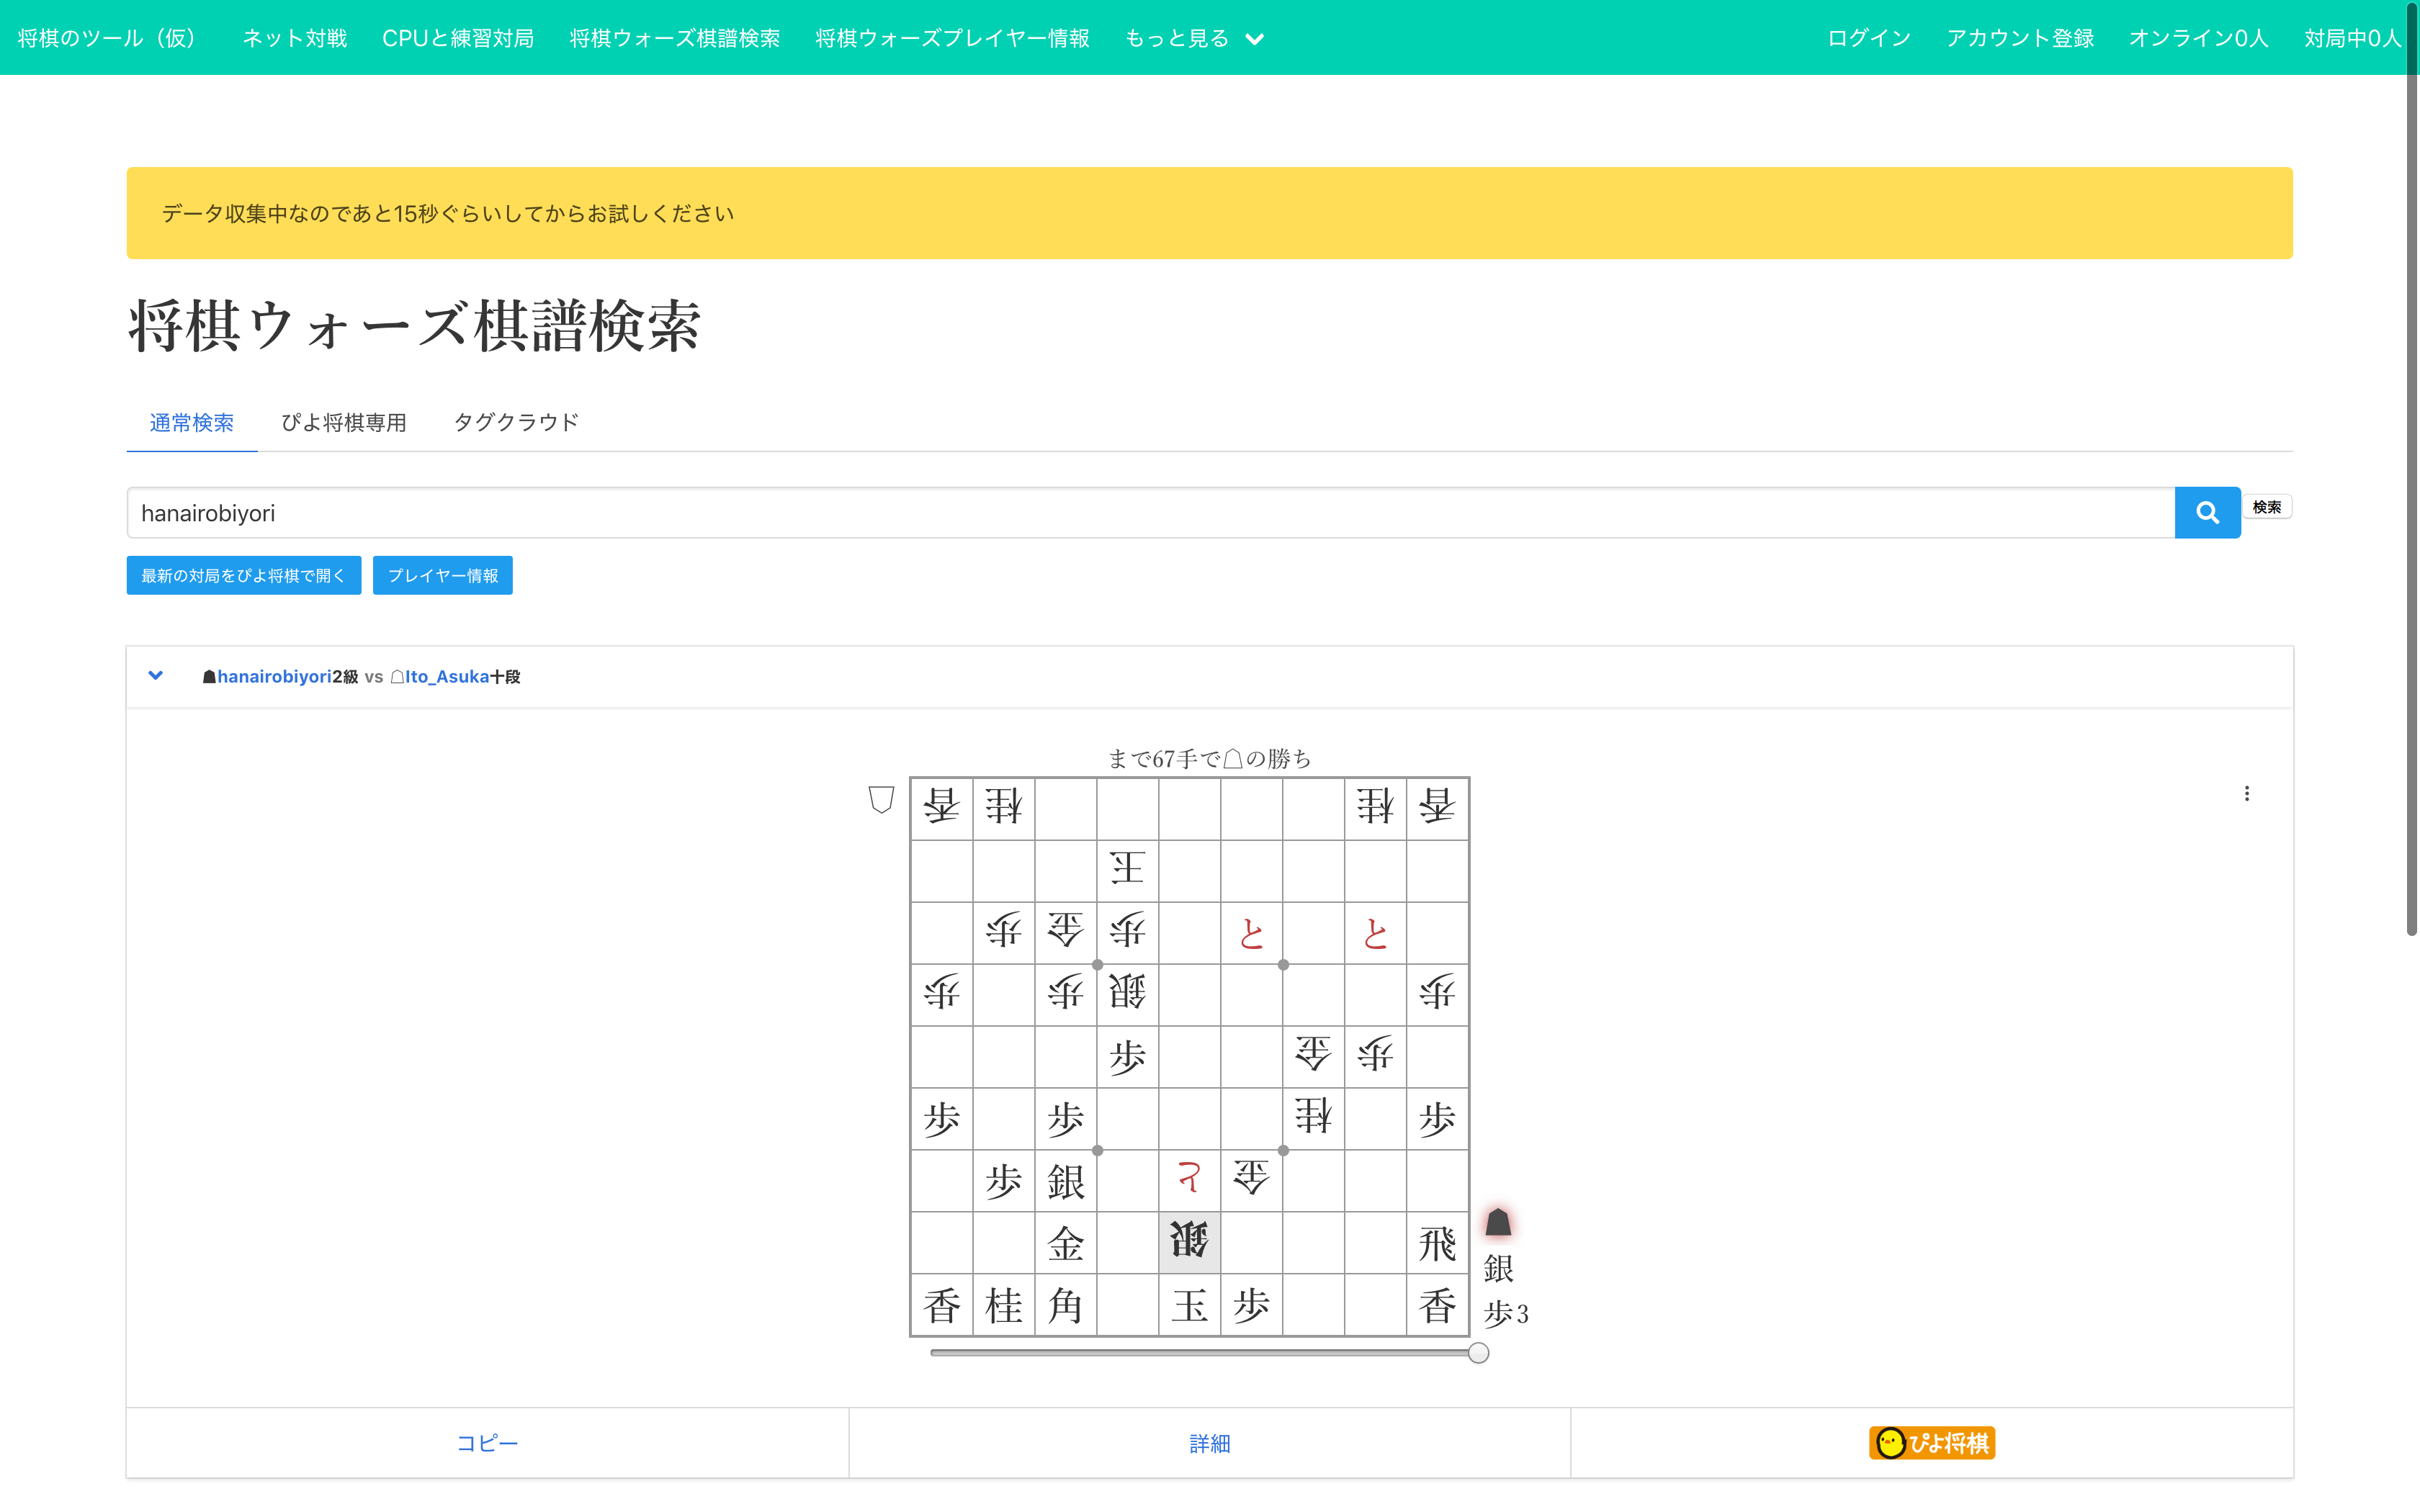 将棋のツール（仮） ネット対戦 CPUと練習対局 将棋ウォーズ棋譜検索 将棋ウォーズプレイヤー情報 もっと見る ログイン アカウント登録 オンライン0人 対局中0人
データ収集中なのであと15秒ぐらいしてからお試しください
将棋ウォーズ棋譜検索
通常検索 ぴよ将棋専用 タグクラウド
hanairobiyori 検索
最新の対局をぴよ将棋で開く プレイヤー情報
☗hanairobiyori2級 vs ☖Ito_Asuka十段
まで67手で☖の勝ち
☖
香 桂 桂 香
王
歩 金 歩 と と
歩 歩 銀 歩
歩 金 歩
歩 歩 桂 歩
歩 銀 と 金
金 銀 飛
香 桂 角 玉 歩 香
☗
銀
歩3
コピー 詳細 ぴよ将棋